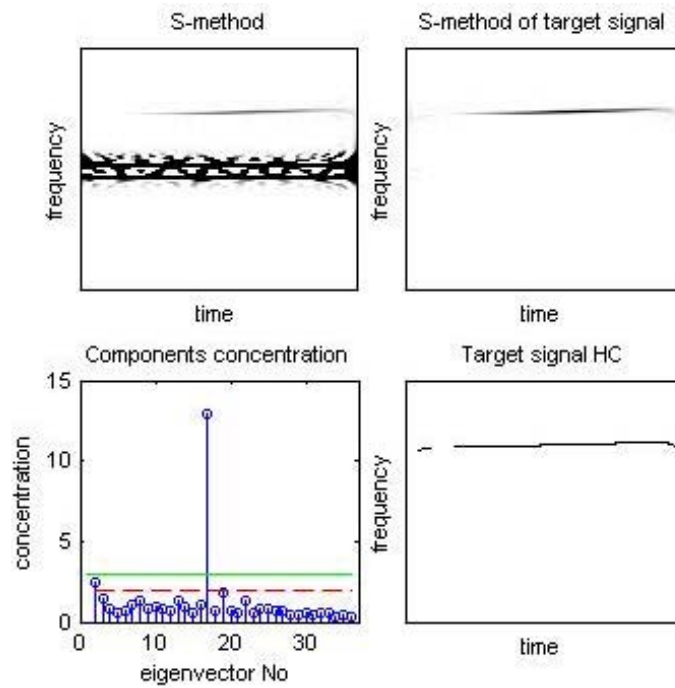 S-method
frequency
time
S-method of target signal
frequency
time
Components concentration
concentration
15
10
5
0
0
10
20
30
eigenvector No
Target signal HC
frequency
time